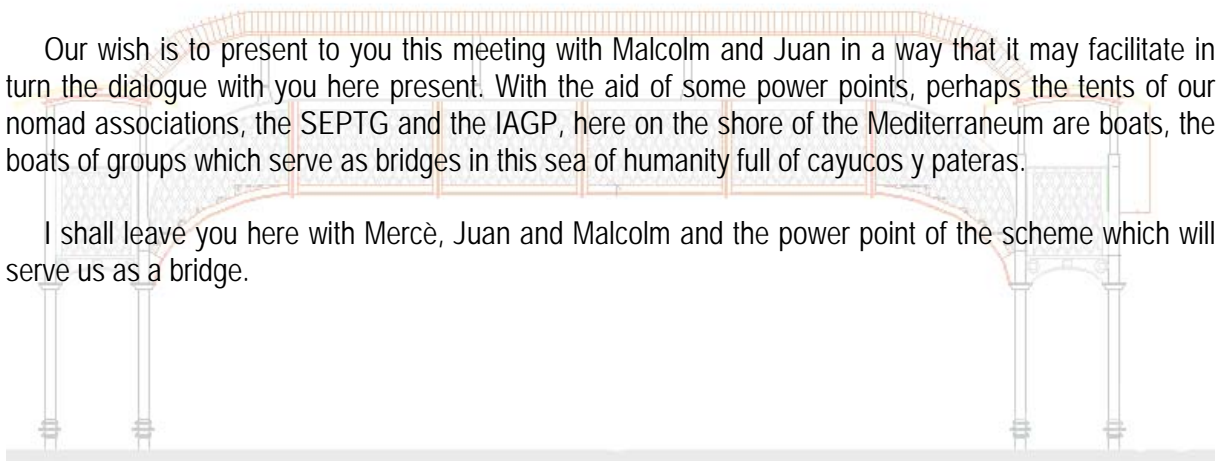 Our wish is to present to you this meeting with Malcolm and Juan in a way that it may facilitate in
turn the dialogue with you here present. With the aid of some power points, perhaps the tents of our
nomad associations, the SEPTG and the IAGP, here on the shore of the Mediterraneum are boats, the
boats of groups which serve as bridges in this sea of humanity full of cayucos y pateras.
I shall leave you here with Mercè, Juan and Malcolm and the power point of the scheme which will
serve us as a bridge.